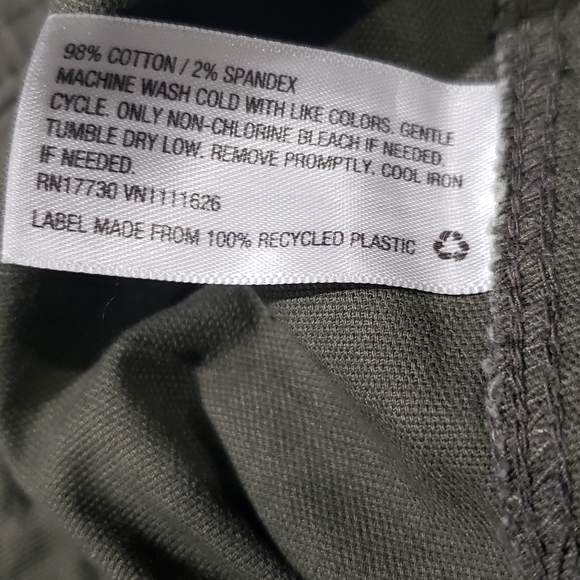 98% COTTON / 2% SPANDEX
MACHINE WASH COLD WITH LIKE COLORS. GENTLE
CYCLE. ONLY NON-CHLORINE BLEACH IF NEEDED.
TUMBLE DRY LOW. REMOVE PROMPTLY. COOL IRON
IF NEEDED.
RN17730 VN1111626
LABEL MADE FROM 100% RECYCLED PLASTIC